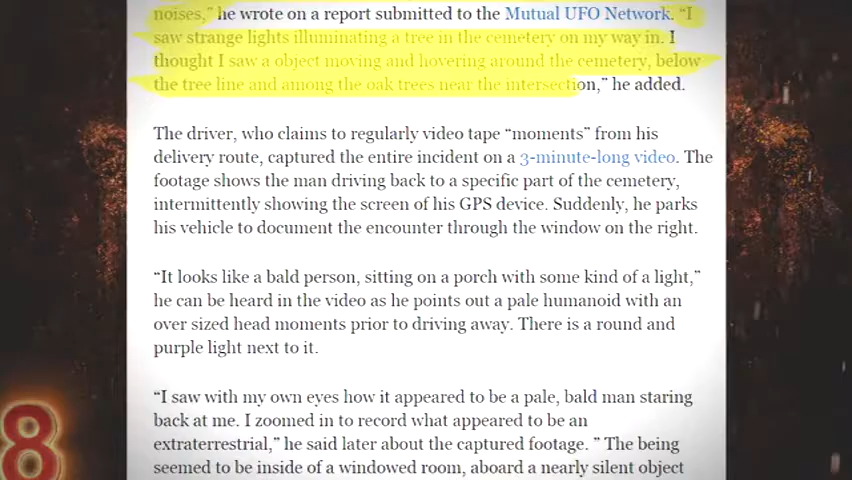 noises,” he wrote on a report submitted to the Mutual UFO Network. “I
saw strange lights illuminating a tree in the cemetery on my way in. I
thought I saw a object moving and hovering around the cemetery, below
the tree line and among the oak trees near the intersection,” he added.
The driver, who claims to regularly video tape “moments” from his
delivery route, captured the entire incident on a 3-minute-long video. The
footage shows the man driving back to a specific part of the cemetery,
intermittently showing the screen of his GPS device. Suddenly, he parks
his vehicle to document the encounter through the window on the right.
“It looks like a bald person, sitting on a porch with some kind of a light,”
he can be heard in the video as he points out a pale humanoid with an
over sized head moments prior to driving away. There is a round and
purple light next to it.
“I saw with my own eyes how it appeared to be a pale, bald man staring
back at me. I zoomed in to record what appeared to be an
extraterrestrial,” he said later about the captured footage. ” The being
seemed to be inside of a windowed room, aboard a nearly silent object
8